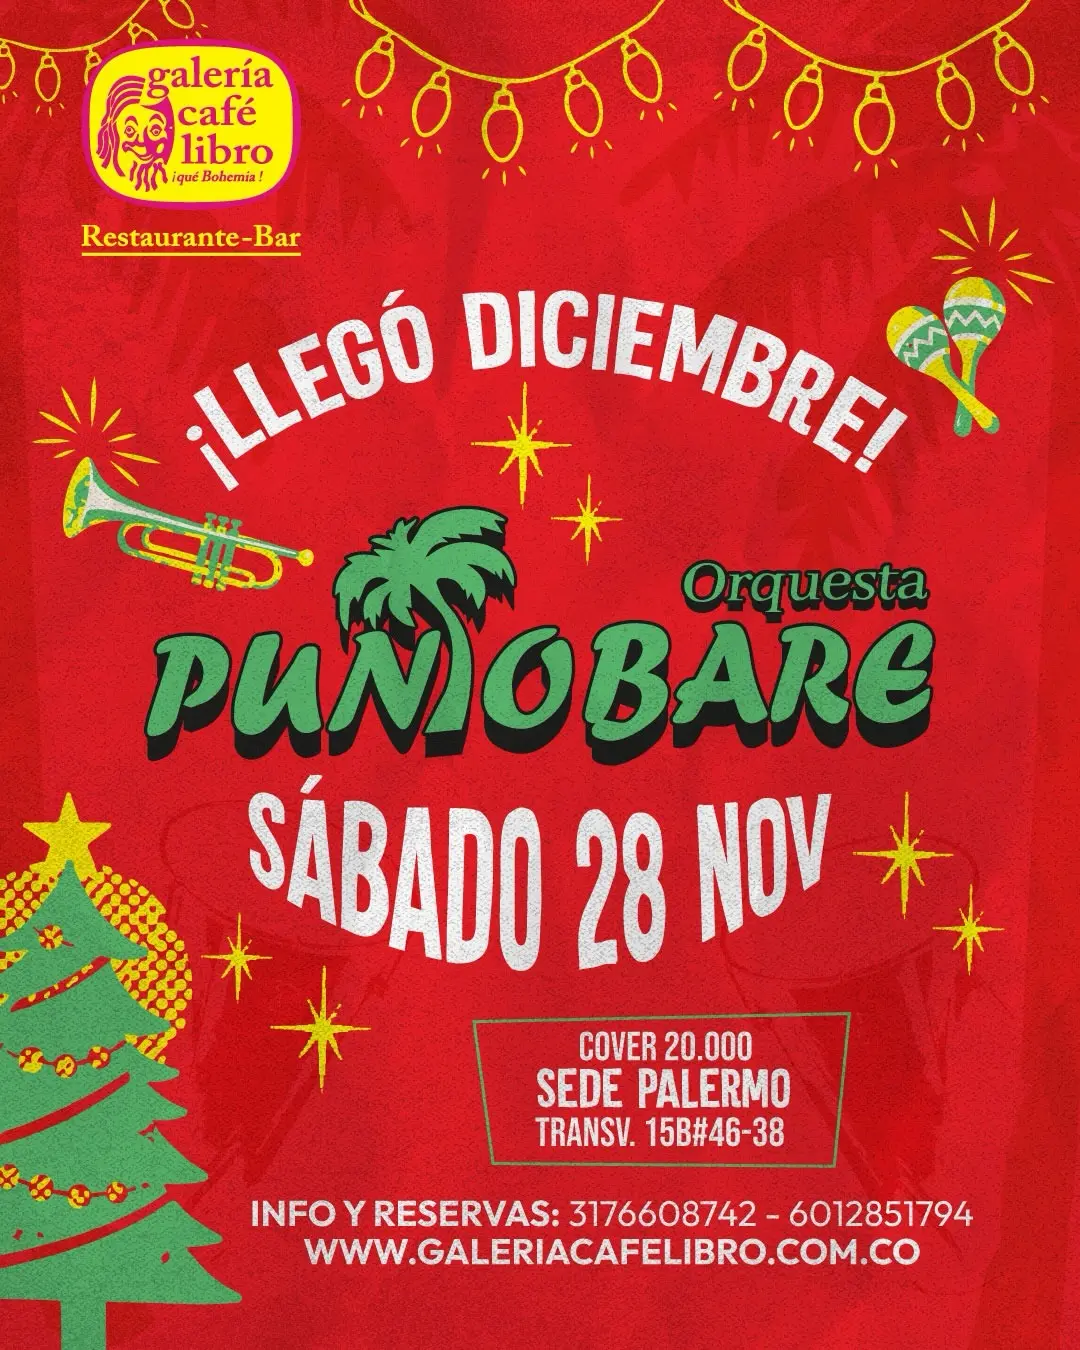 galería
café
libro
¡qué Bohemia!
Restaurante-Bar
¡LLEGÓ DICIEMBRE!
Orquesta
PUNTOBARE
SÁBADO 28 NOV
COVER 20.000
SEDE PALERMO
TRANSV. 15B#46-38
INFO Y RESERVAS: 3176608742 - 6012851794
WWW.GALERIACAFELIBRO.COM.CO